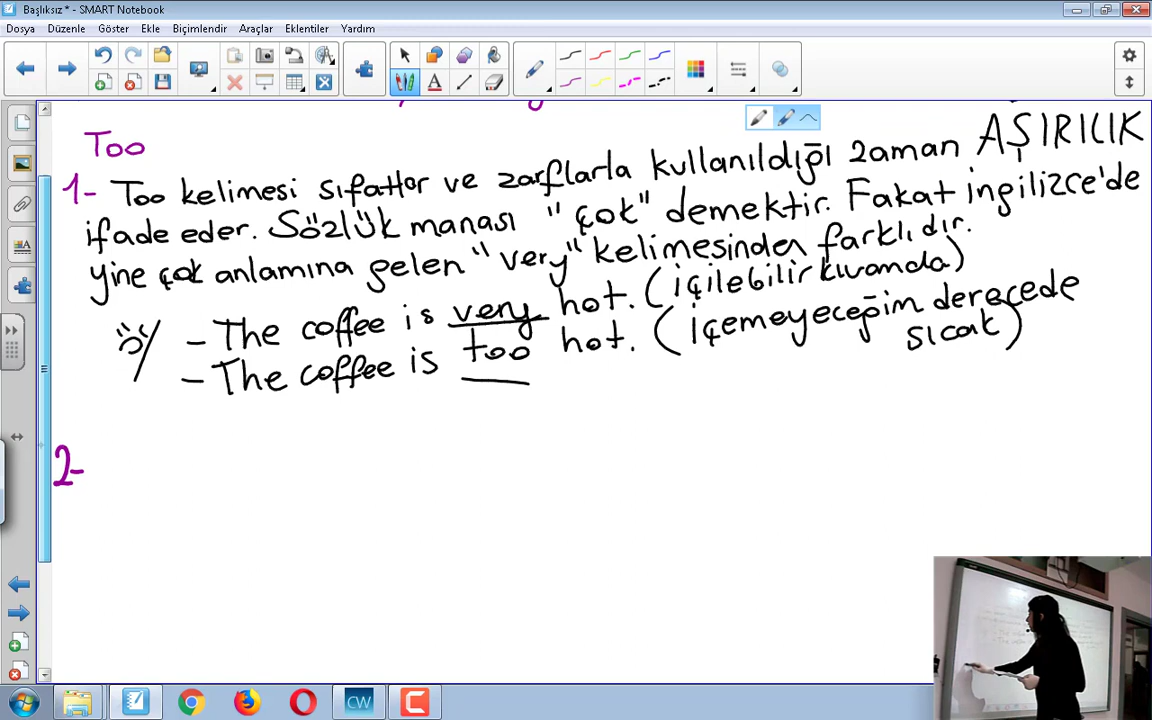 Başlıksız * - SMART Notebook
Dosya Düzenle Göster Ekle Biçimlendir Araçlar Eklentiler Yardım
Too
1- Too kelimesi sıfatlar ve zarflarla kullanıldığı zaman AŞIRILIK
ifade eder. Sözlük manası "çok" demektir. Fakat ingilizce'de
yine çok anlamına gelen "very" kelimesinden farklıdır.
- The coffee is very hot. (içilebilir kıvamda)
- The coffee is too hot. (içemeyeceğim derecede
sıcak)
2-
CW
C